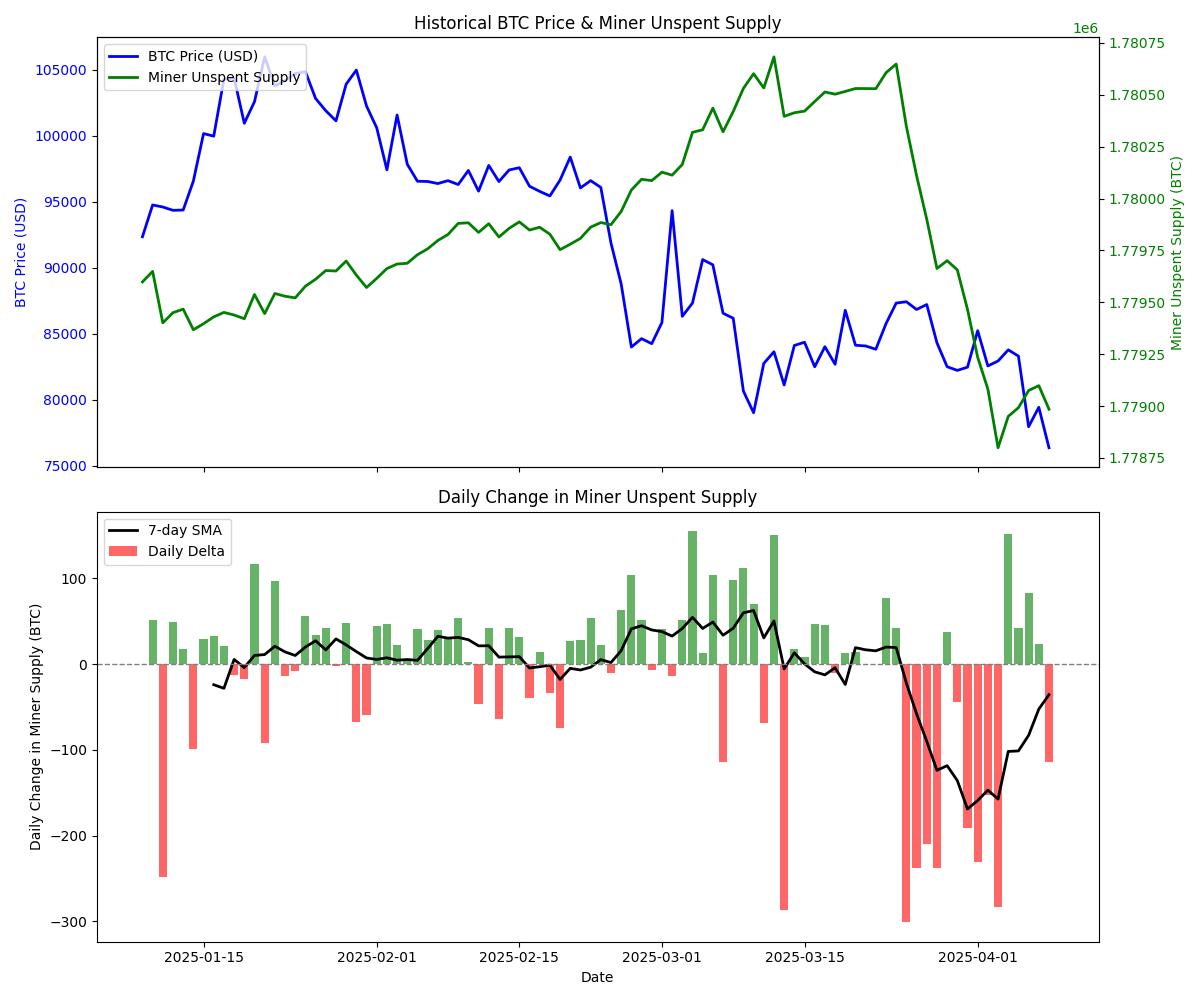 Historical BTC Price & Miner Unspent Supply
1e6
BTC Price (USD)
Miner Unspent Supply
105000
100000
95000
90000
85000
80000
75000
BTC Price (USD)
1.78075
1.78050
1.78025
1.78000
1.77975
1.77950
1.77925
1.77900
1.77875
Miner Unspent Supply (BTC)
Daily Change in Miner Unspent Supply
7-day SMA
Daily Delta
100
0
−100
−200
−300
Daily Change in Miner Supply (BTC)
2025-01-15
2025-02-01
2025-02-15
2025-03-01
2025-03-15
2025-04-01
Date